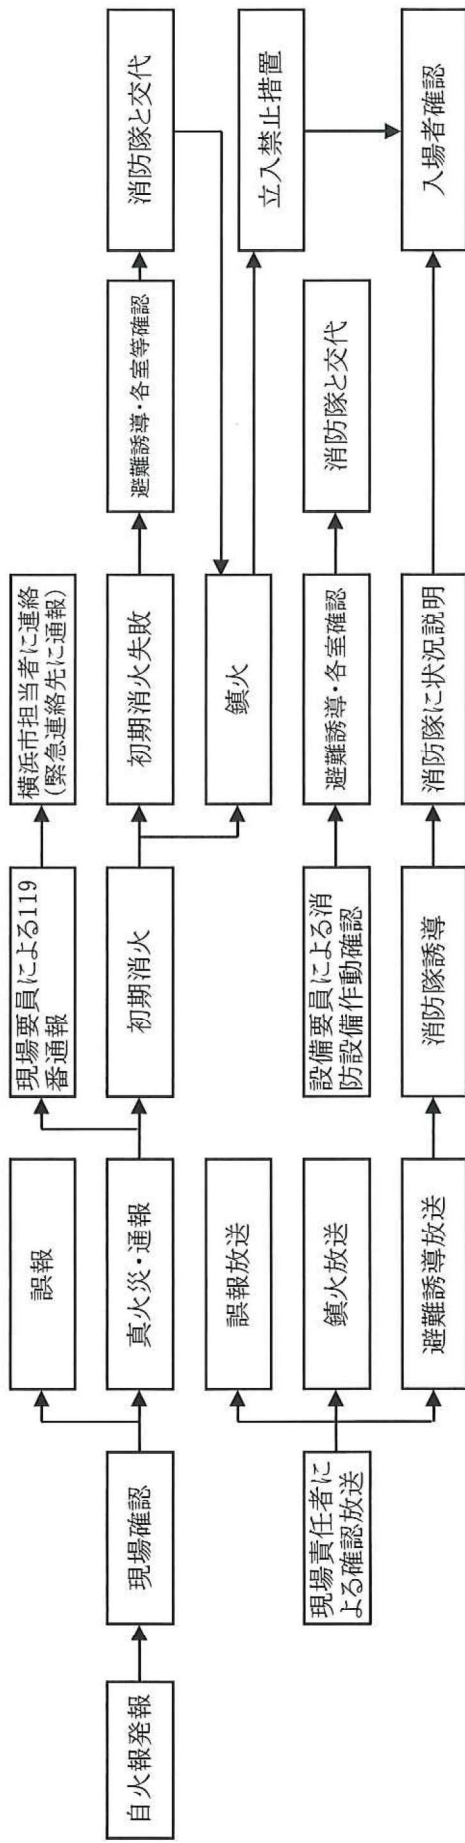 自火報発報
現場確認
誤報
真火災・通報
現場要員による119
番通報
横浜市担当者に連絡
(緊急連絡先に通報)
初期消火
初期消火失敗
避難誘導・各室等確認
消防隊と交代
鎮火
立入禁止措置
現場責任者に
よる確認放送
誤報放送
鎮火放送
避難誘導放送
設備要員による消
防設備作動確認
避難誘導・各室確認
消防隊と交代
消防隊誘導
消防隊に状況説明
入場者確認